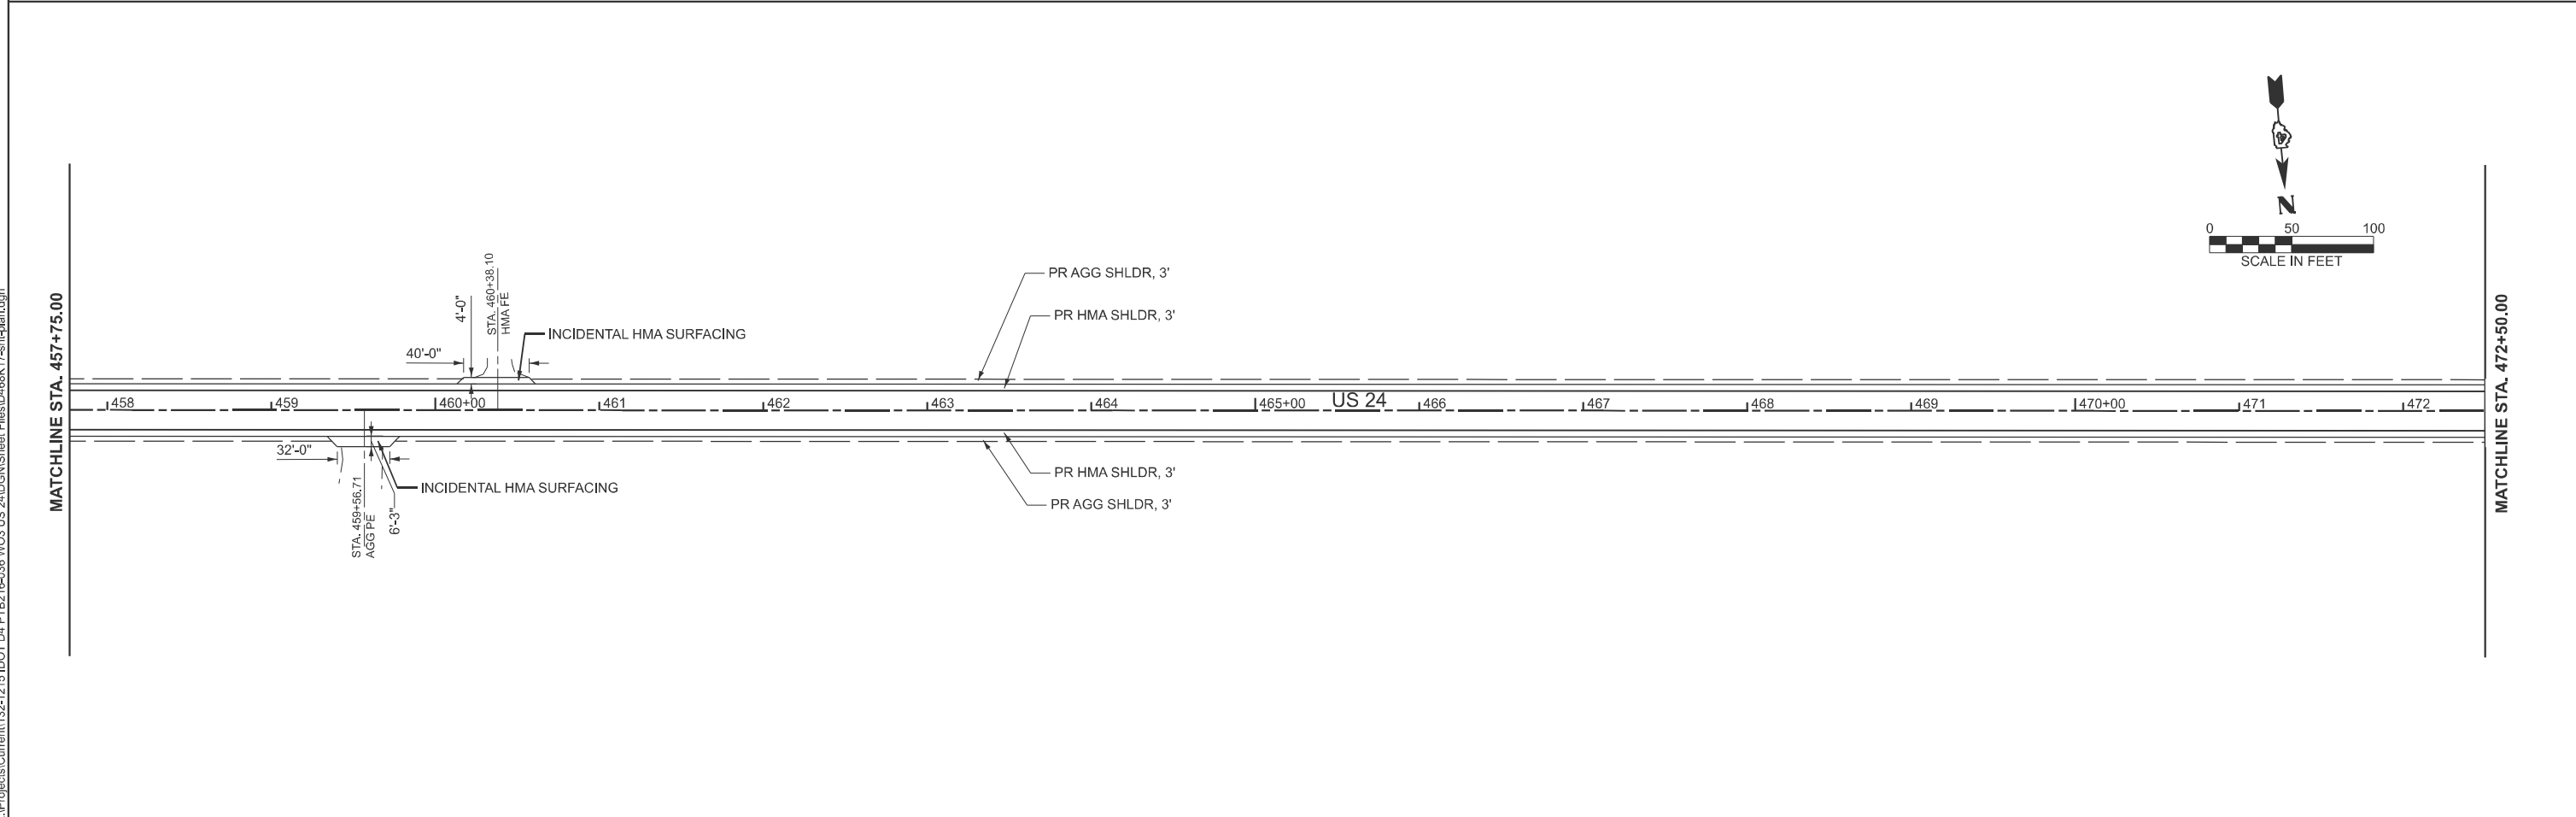 MATCHLINE STA. 457+75.00
4'-0"
STA. 460+38.10
HMA FE
INCIDENTAL HMA SURFACING
40'-0"
PR AGG SHLDR, 3'
PR HMA SHLDR, 3'
N
0 50 100
SCALE IN FEET
458 459 460+00 461 462 463 464 465+00 US 24 466 467 468 469 470+00 471 472
32'-0"
STA. 459+56.71
AGG PE
6'-3"
INCIDENTAL HMA SURFACING
PR HMA SHLDR, 3'
PR AGG SHLDR, 3'
MATCHLINE STA. 472+50.00